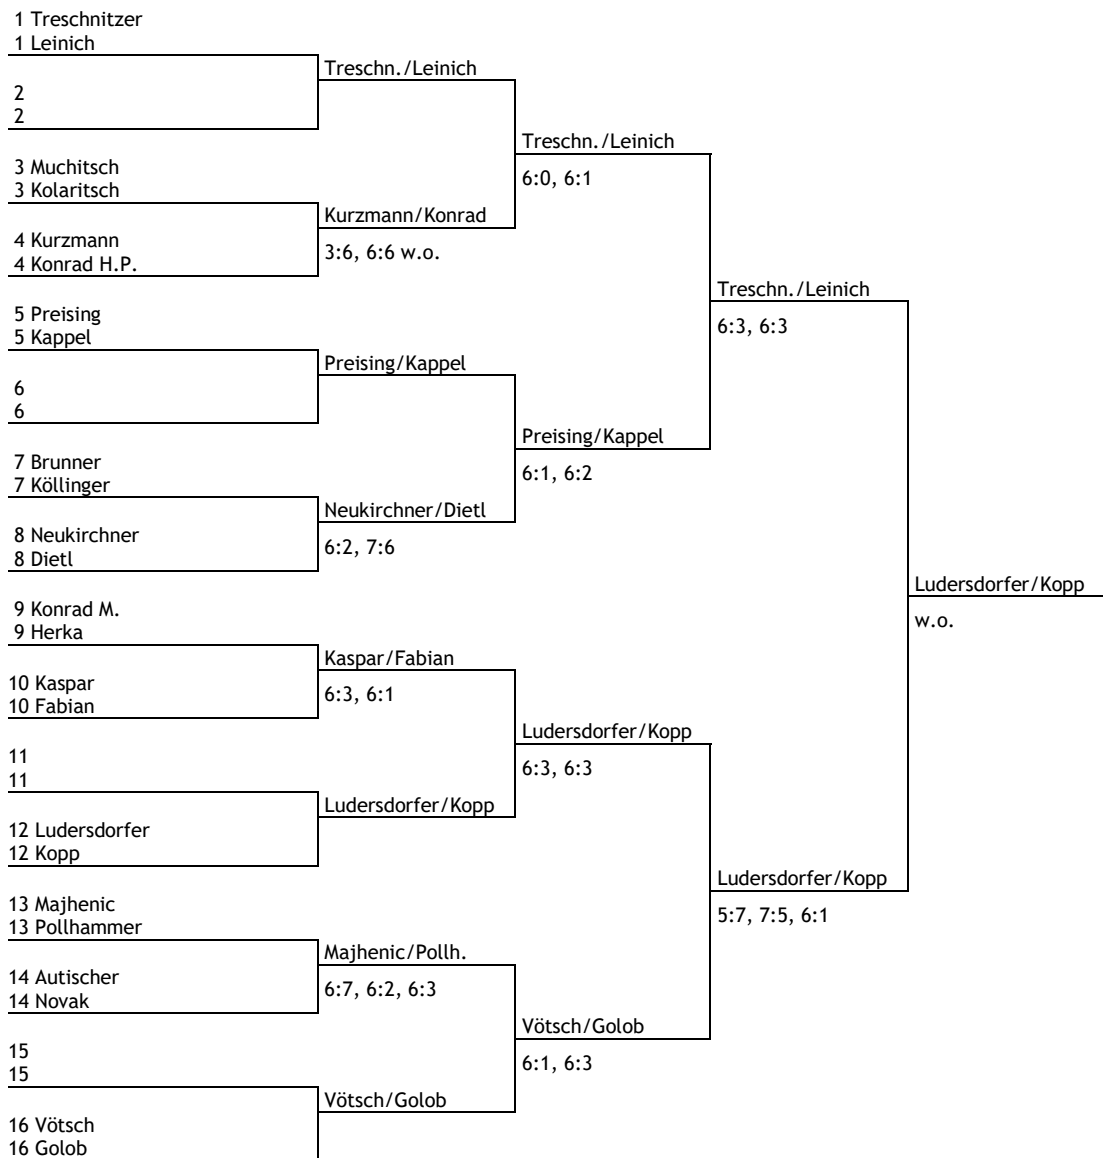 1 Treschnitzer
1 Leinich
Treschn./Leinich
2
2
Treschn./Leinich
6:0, 6:1
3 Muchitsch
3 Kolaritsch
Kurzmann/Konrad
3:6, 6:6 w.o.
4 Kurzmann
4 Konrad H.P.
Treschn./Leinich
6:3, 6:3
5 Preising
5 Kappel
Preising/Kappel
6
6
Preising/Kappel
6:1, 6:2
7 Brunner
7 Köllinger
Neukirchner/Dietl
6:2, 7:6
8 Neukirchner
8 Dietl
Ludersdorfer/Kopp
w.o.
9 Konrad M.
9 Herka
Kaspar/Fabian
6:3, 6:1
10 Kaspar
10 Fabian
Ludersdorfer/Kopp
6:3, 6:3
11
11
Ludersdorfer/Kopp
12 Ludersdorfer
12 Kopp
Ludersdorfer/Kopp
5:7, 7:5, 6:1
13 Majhenic
13 Pollhammer
Majhenic/Pollh.
6:7, 6:2, 6:3
14 Autischer
14 Novak
Vötsch/Golob
6:1, 6:3
15
15
Vötsch/Golob
16 Vötsch
16 Golob